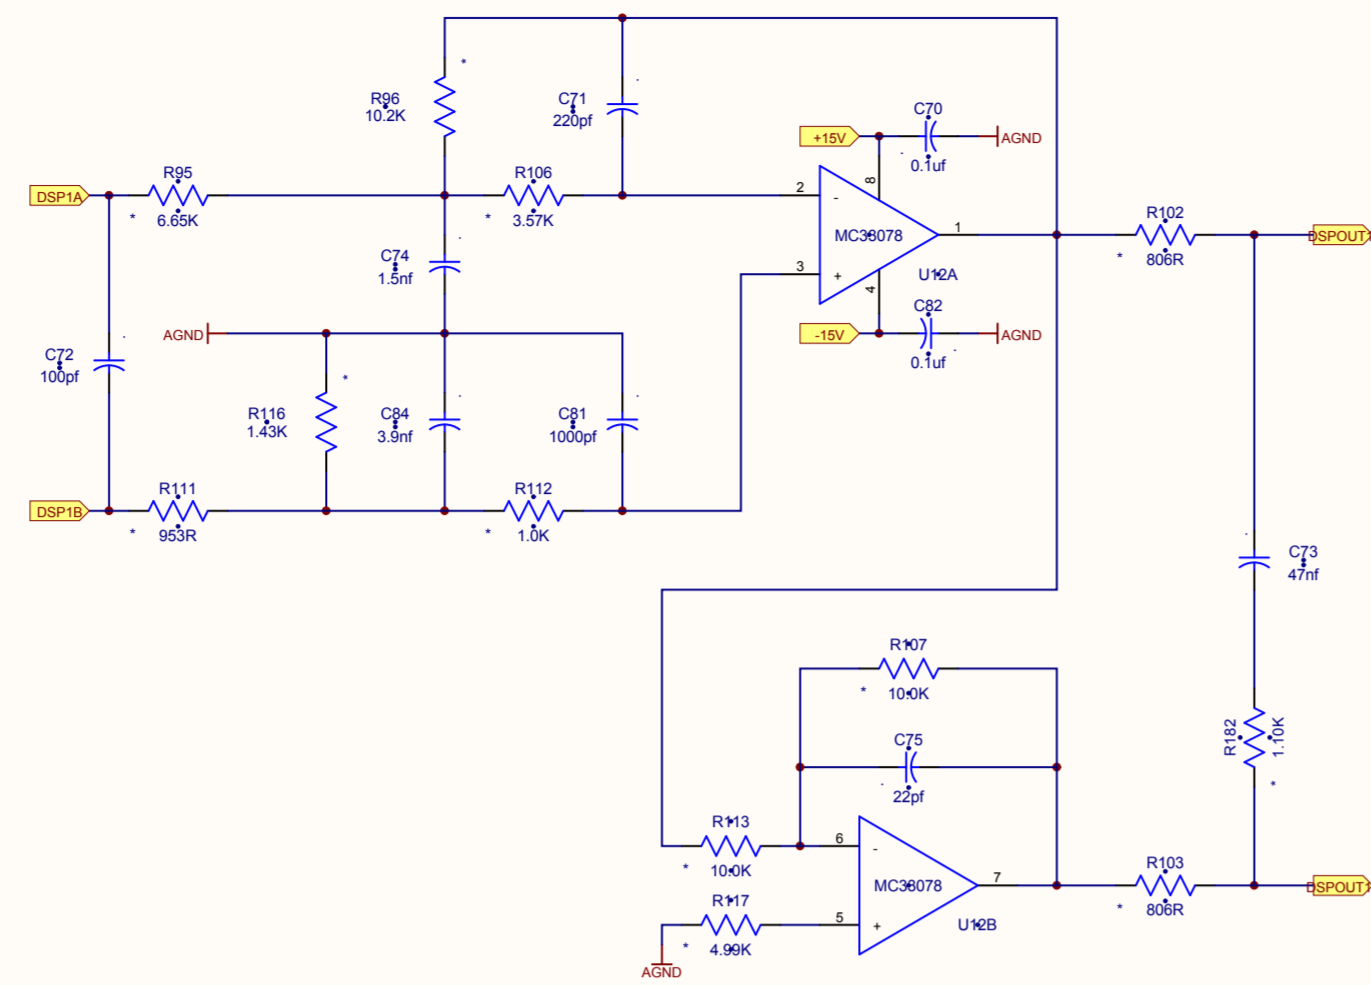 *
R96
10.2K
C71
220pf
C70
+15V
AGND
0.1uf
R95
R106
8
DSP1A
2
-
*
6.65K
*
3.57K
R102
MC33078
1
DSPOUT1
*
806R
C74
1.5nf
3
+
U12A
4
C82
AGND
-15V
AGND
0.1uf
C72
100pf
*
R116
1.43K
C84
3.9nf
C81
1000pf
R111
R112
DSP1B
*
953R
*
1.0K
C73
47nf
R107
*
10.0K
R182
1.10K
C75
*
22pf
R113
6
-
*
10.0K
R103
MC33078
7
DSPOUT1
R117
5
+
U12B
*
806R
*
4.99K
AGND